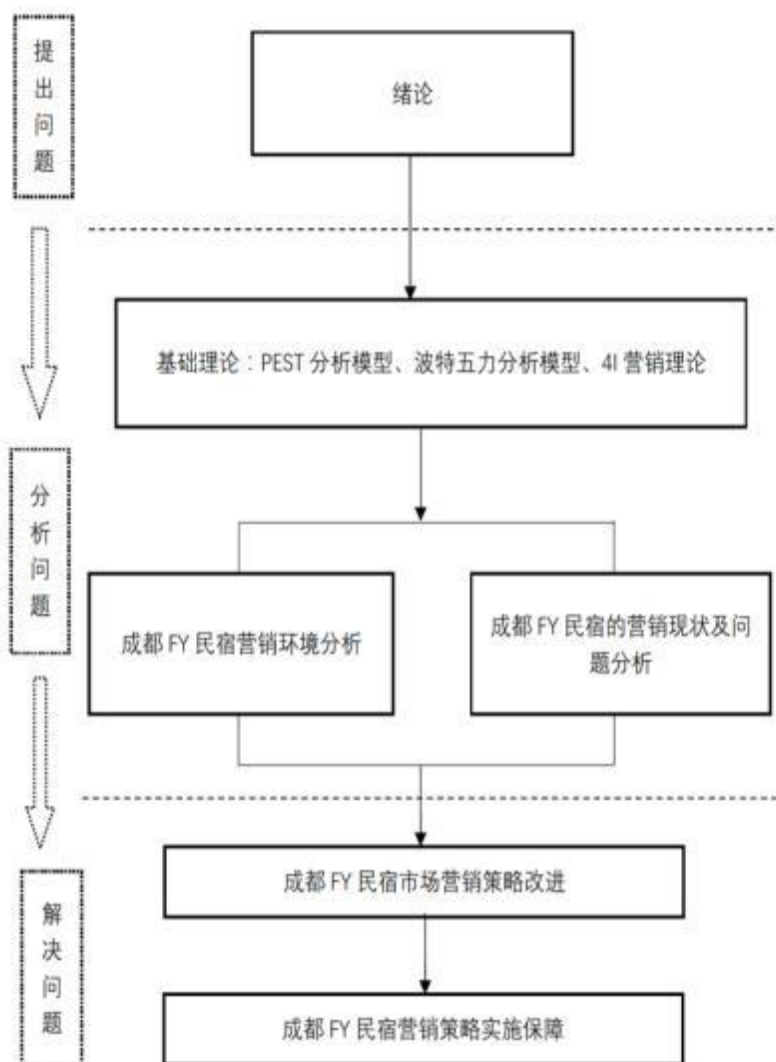 提出问题
绪论
基础理论：PEST 分析模型、波特五力分析模型、4I 营销理论
分析问题
成都 FY 民宿营销环境分析
成都 FY 民宿的营销现状及问
题分析
成都 FY 民宿市场营销策略改进
解决问题
成都 FY 民宿营销策略实施保障